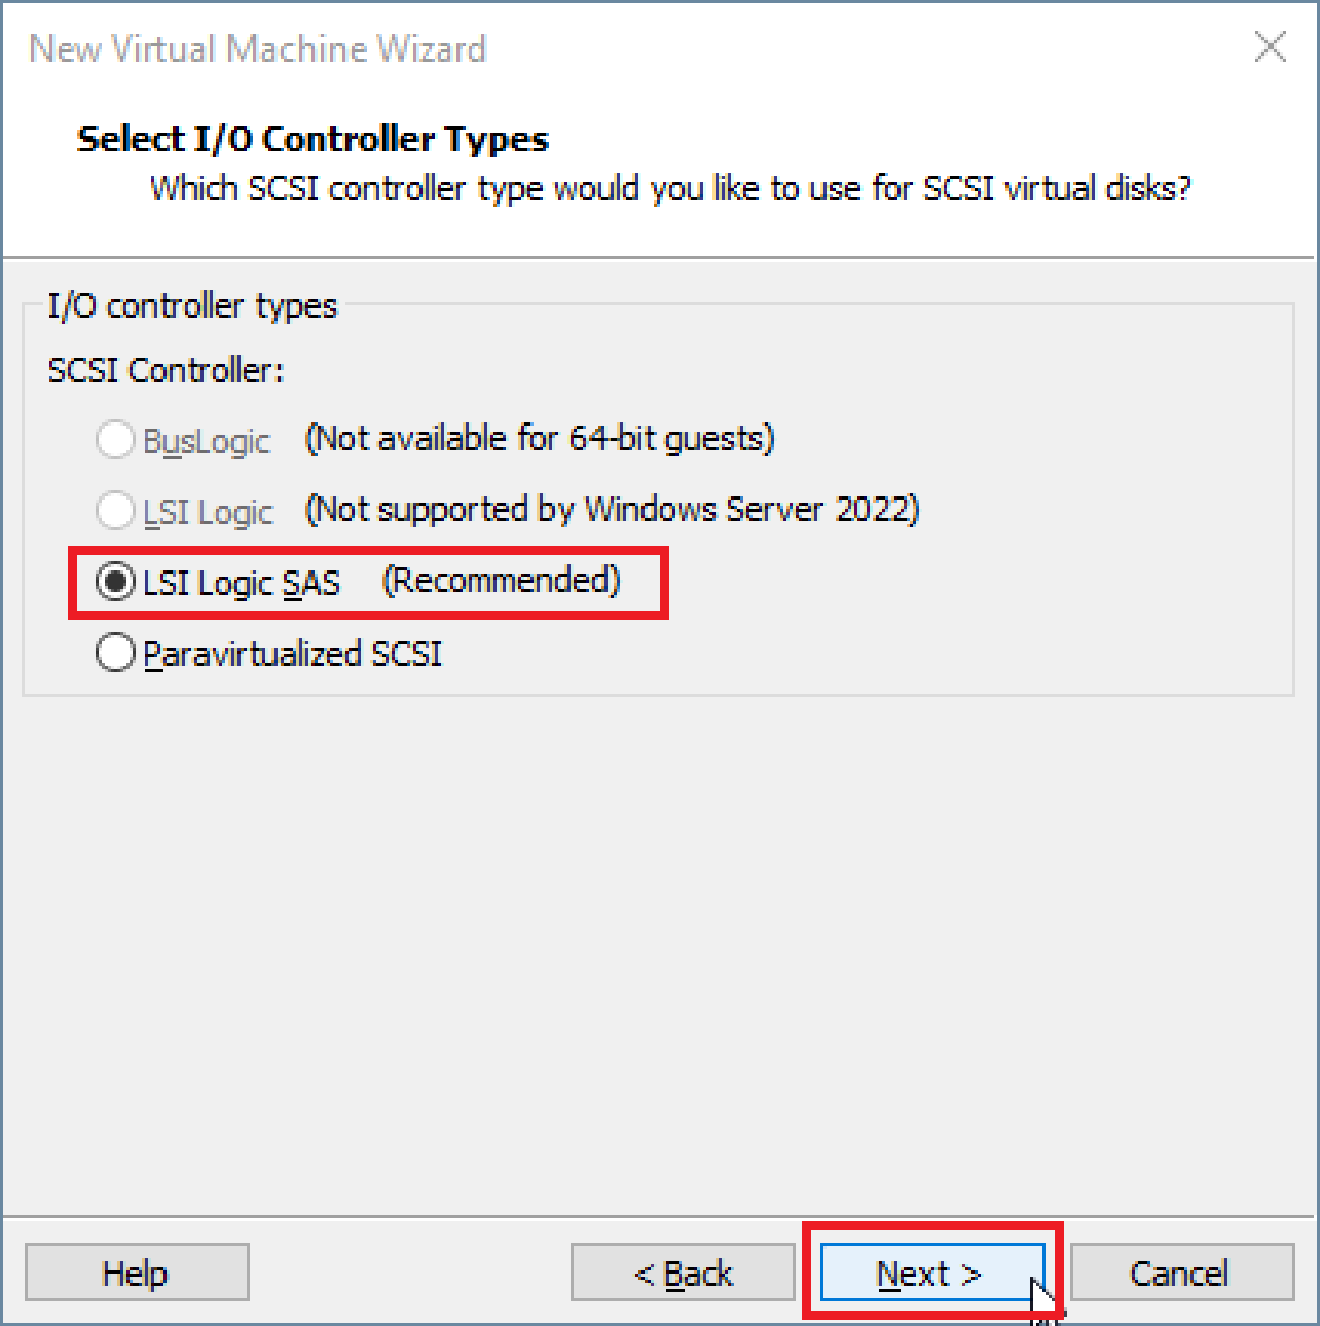 New Virtual Machine Wizard
Select I/O Controller Types
Which SCSI controller type would you like to use for SCSI virtual disks?
I/O controller types
SCSI Controller:
BusLogic (Not available for 64-bit guests)
LSI Logic (Not supported by Windows Server 2022)
LSI Logic SAS (Recommended)
Paravirtualized SCSI
Help < Back Next > Cancel